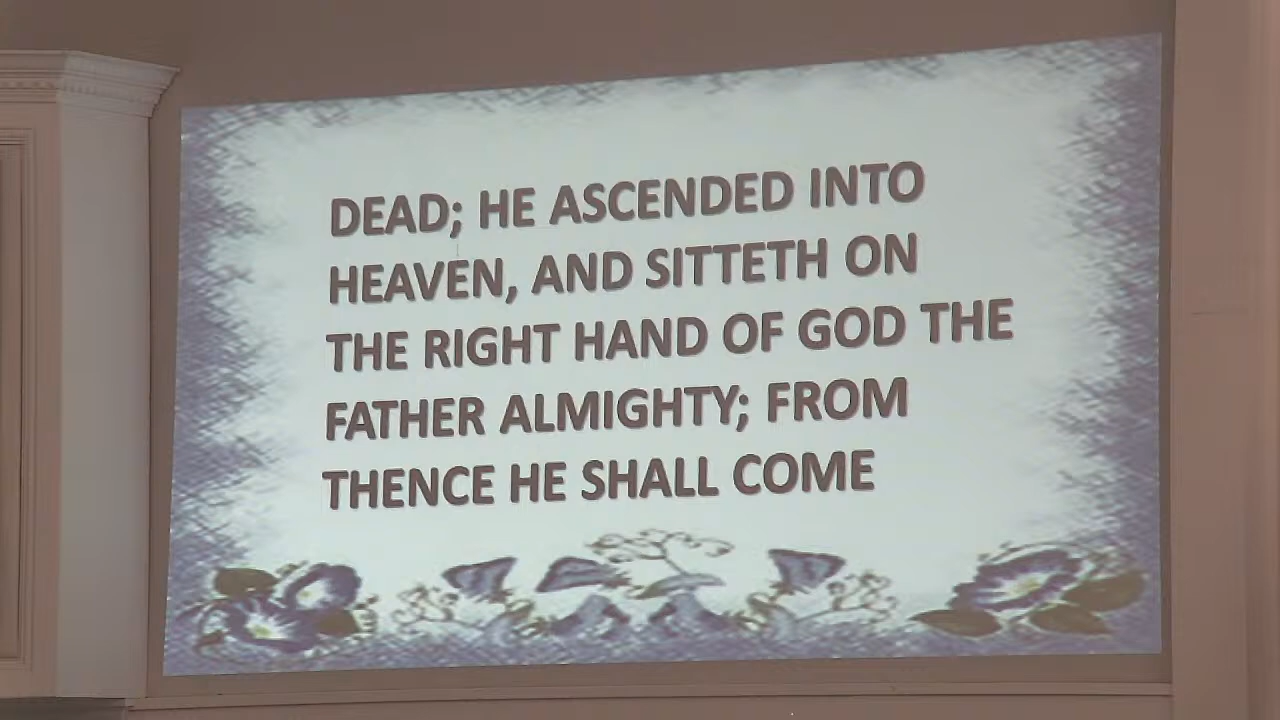 DEAD; HE ASCENDED INTO
HEAVEN, AND SITTETH ON
THE RIGHT HAND OF GOD THE
FATHER ALMIGHTY; FROM
THENCE HE SHALL COME